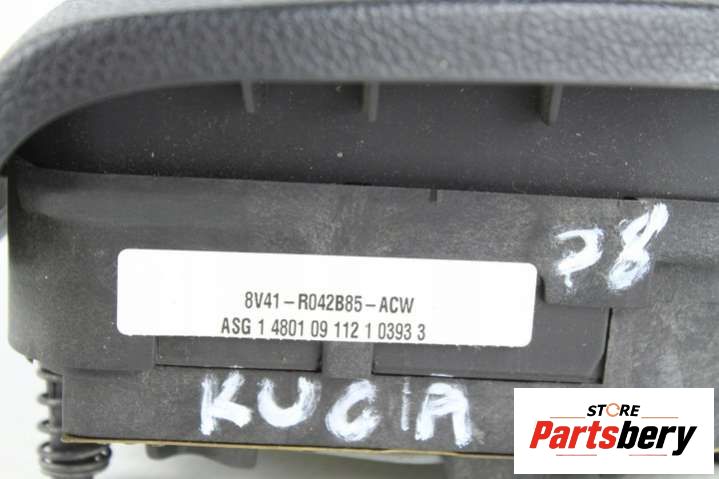 78
8V41-R042B85-ACW
ASG 1 4801 09 112 1 0393 3
KUGA
STORE
Partsbery